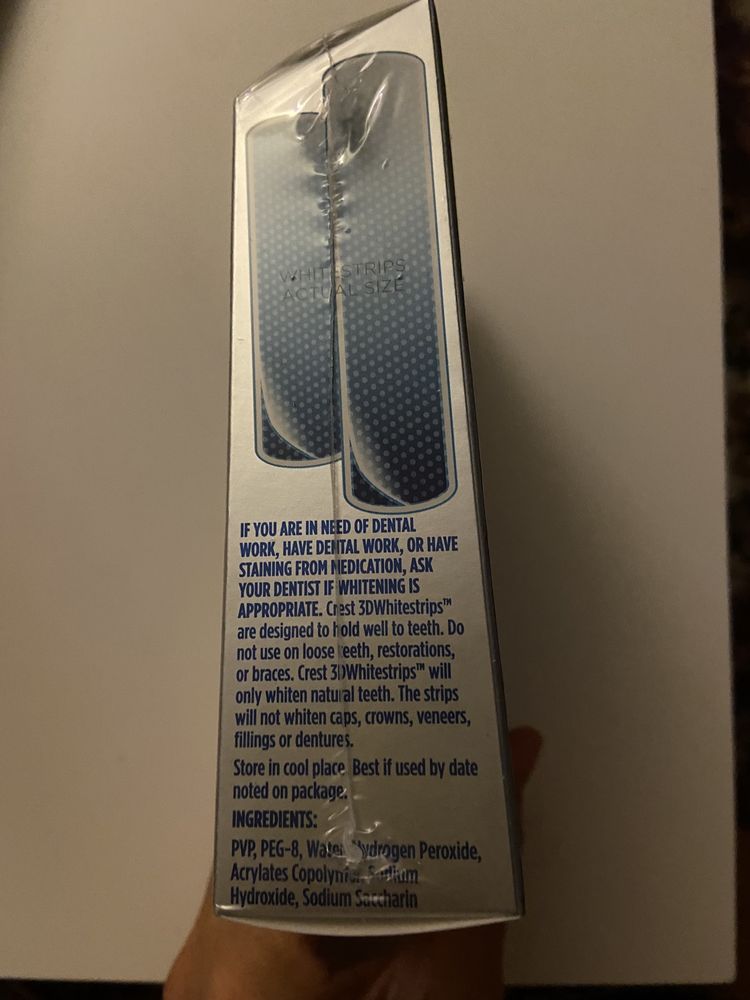 WHITESTRIPS
ACTUAL SIZE
IF YOU ARE IN NEED OF DENTAL
WORK, HAVE DENTAL WORK, OR HAVE
STAINING FROM MEDICATION, ASK
YOUR DENTIST IF WHITENING IS
APPROPRIATE. Crest 3DWhitestrips™
are designed to hold well to teeth. Do
not use on loose teeth, restorations,
or braces. Crest 3DWhitestrips™ will
only whiten natural teeth. The strips
will not whiten caps, crowns, veneers,
fillings or dentures.
Store in cool place. Best if used by date
noted on package.
INGREDIENTS:
PVP, PEG-8, Water, Hydrogen Peroxide,
Acrylates Copolymer, Sodium
Hydroxide, Sodium Saccharin